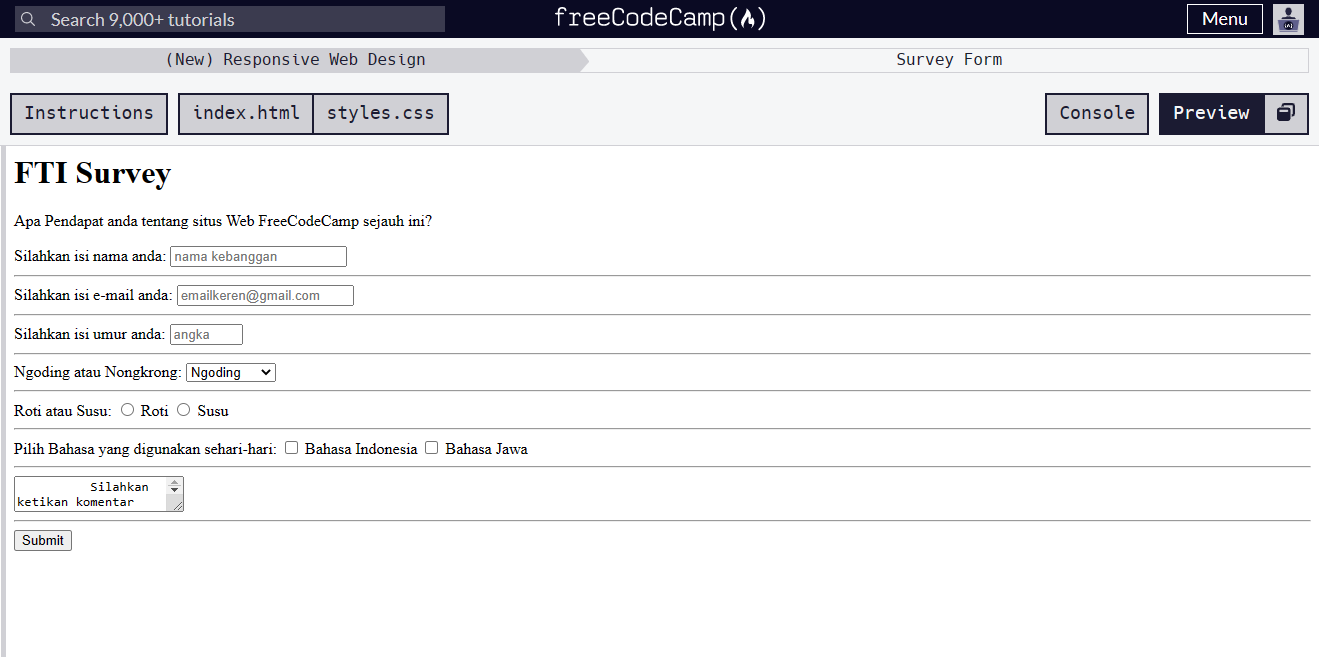 Search 9,000+ tutorials
freeCodeCamp(🔥)
Menu
(New) Responsive Web Design
Survey Form
Instructions
index.html
styles.css
Console
Preview
FTI Survey
Apa Pendapat anda tentang situs Web FreeCodeCamp sejauh ini?
Silahkan isi nama anda: nama kebanggan
Silahkan isi e-mail anda: emailkeren@gmail.com
Silahkan isi umur anda: angka
Ngoding atau Nongkrong: Ngoding
Roti atau Susu: Roti Susu
Pilih Bahasa yang digunakan sehari-hari: Bahasa Indonesia Bahasa Jawa
Silahkan
ketikan komentar
Submit